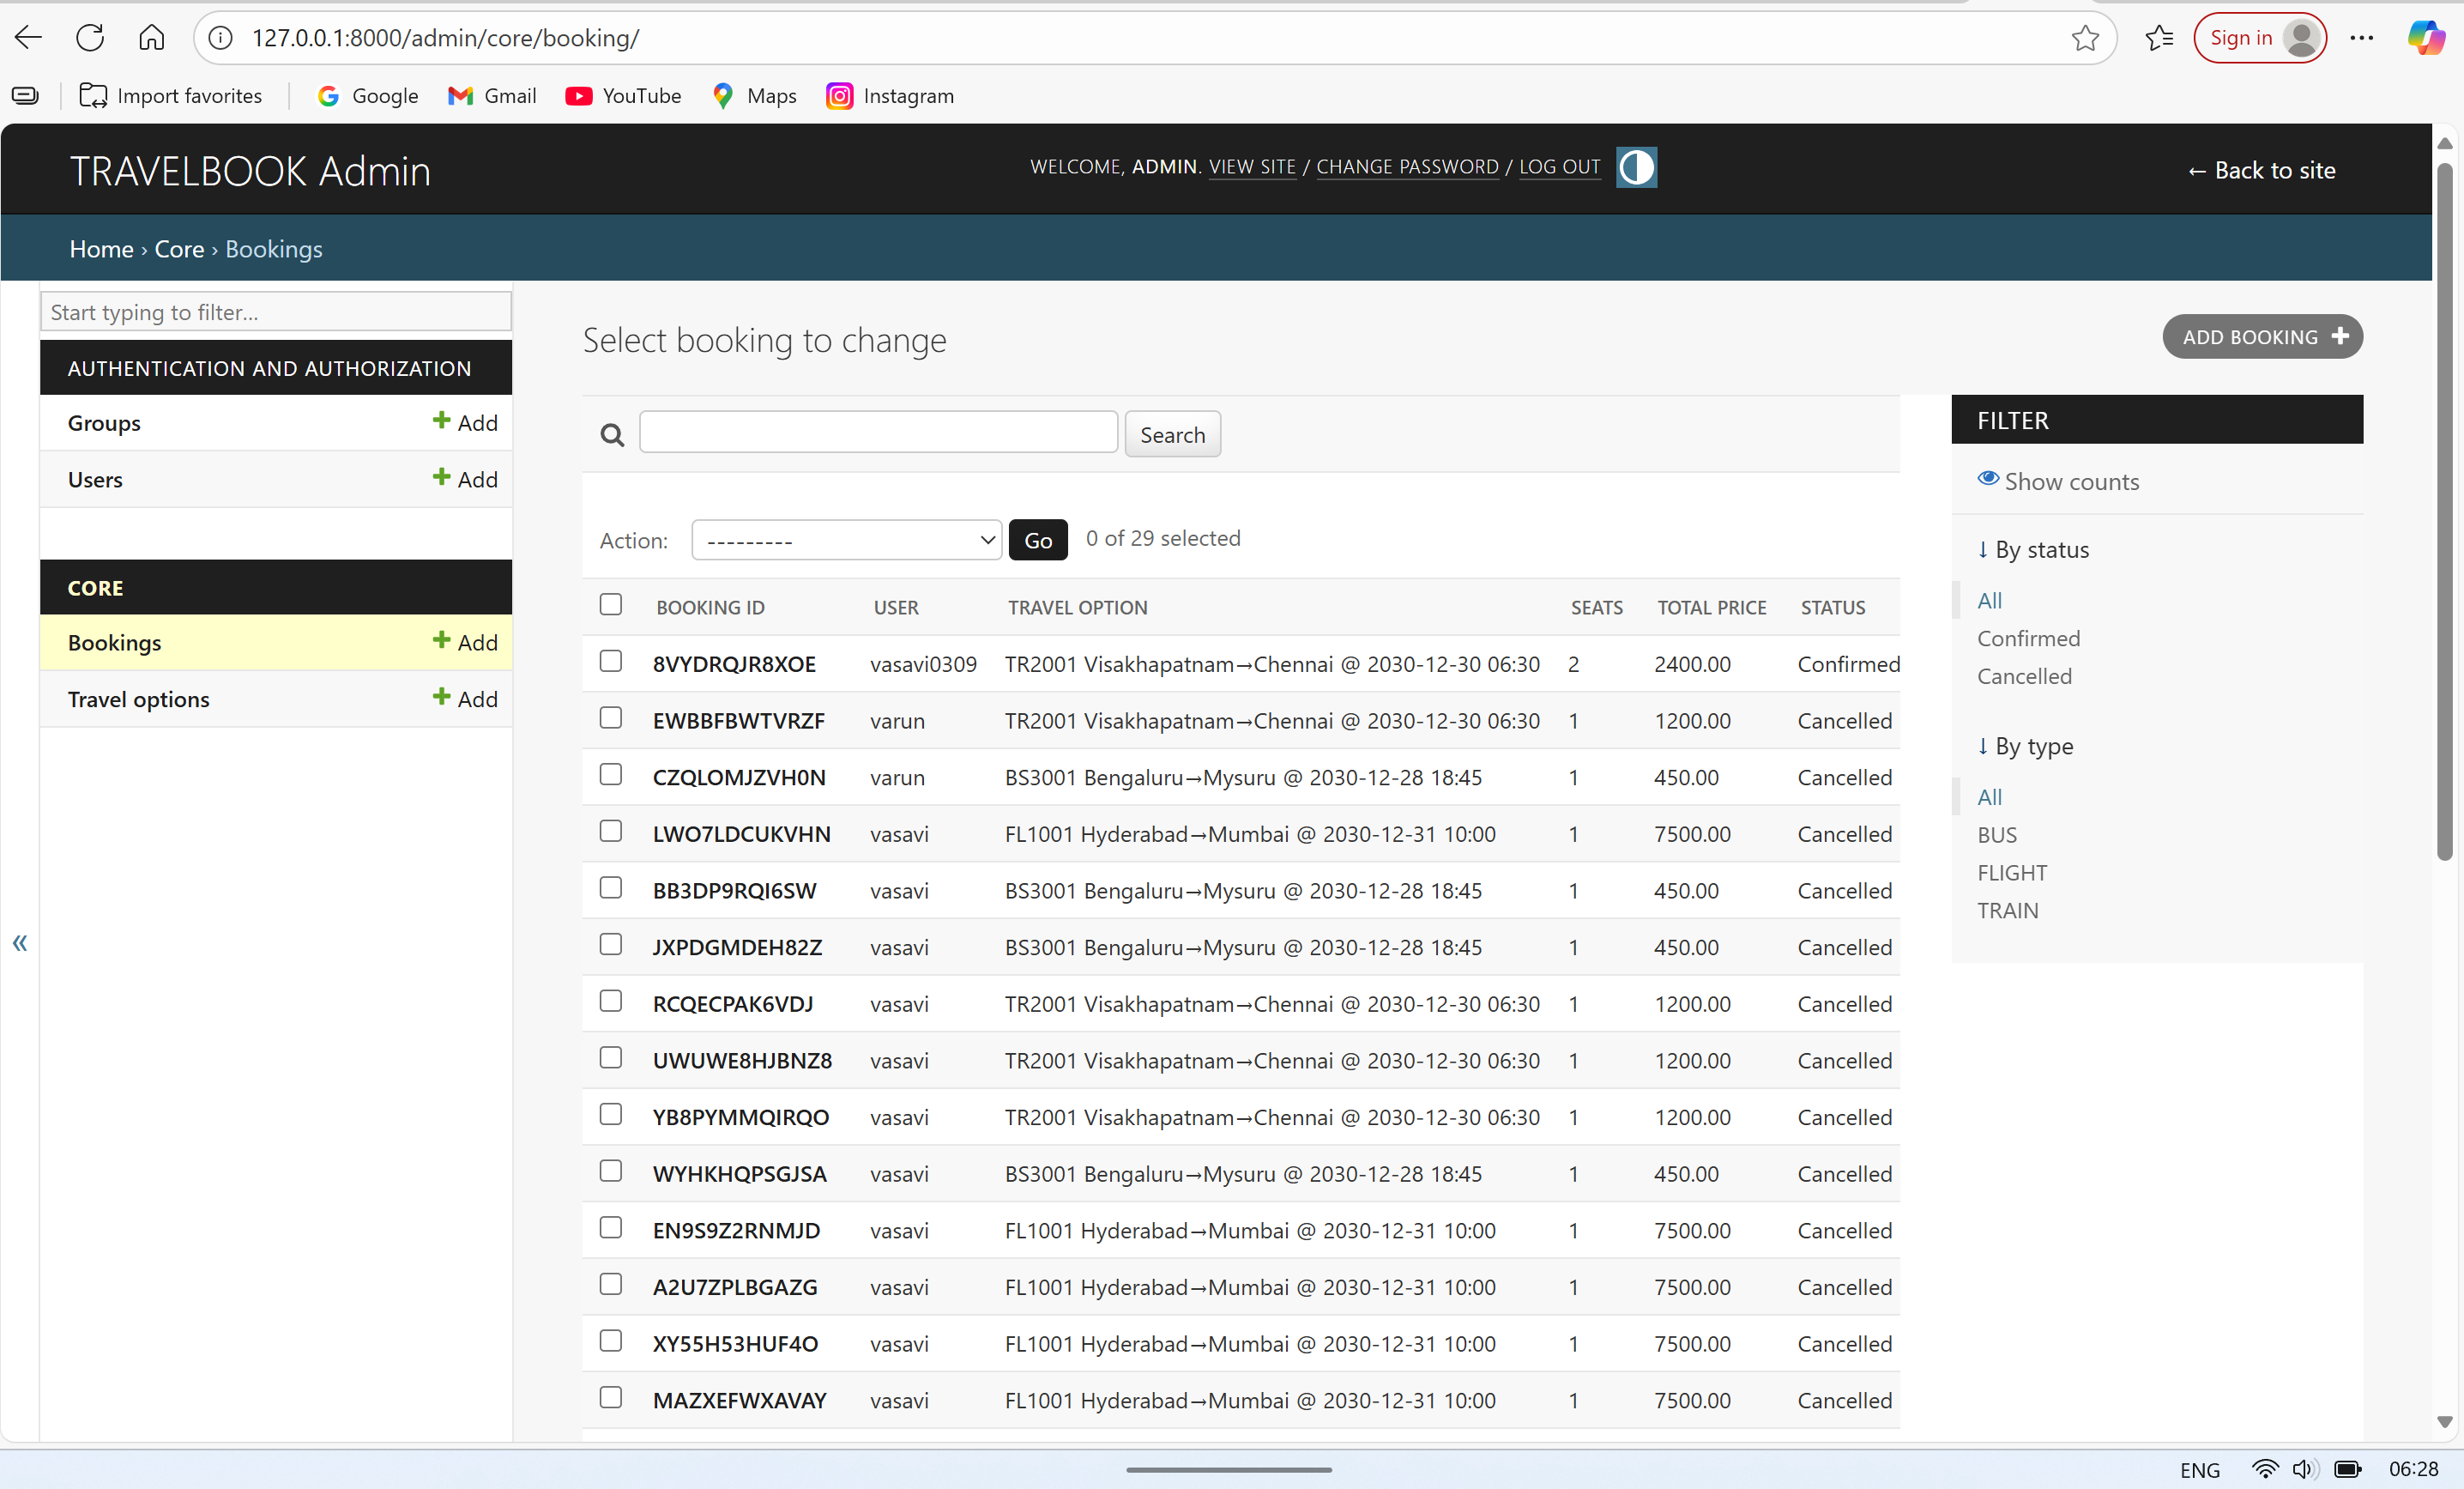 127.0.0.1:8000/admin/core/booking/
Sign in
Import favorites
Google
Gmail
YouTube
Maps
Instagram
TRAVELBOOK Admin
WELCOME, ADMIN. VIEW SITE / CHANGE PASSWORD / LOG OUT
← Back to site
Home › Core › Bookings
Start typing to filter...
AUTHENTICATION AND AUTHORIZATION
Groups + Add
Users + Add
CORE
Bookings + Add
Travel options + Add
«
Select booking to change
ADD BOOKING +
Search
Action: --------- Go 0 of 29 selected
BOOKING ID USER TRAVEL OPTION SEATS TOTAL PRICE STATUS
8VYDRQJR8XOE vasavi0309 TR2001 Visakhapatnam→Chennai @ 2030-12-30 06:30 2 2400.00 Confirmed
EWBBFBWTVRZF varun TR2001 Visakhapatnam→Chennai @ 2030-12-30 06:30 1 1200.00 Cancelled
CZQLOMJZVH0N varun BS3001 Bengaluru→Mysuru @ 2030-12-28 18:45 1 450.00 Cancelled
LWO7LDCUKVHN vasavi FL1001 Hyderabad→Mumbai @ 2030-12-31 10:00 1 7500.00 Cancelled
BB3DP9RQI6SW vasavi BS3001 Bengaluru→Mysuru @ 2030-12-28 18:45 1 450.00 Cancelled
JXPDGMDEH82Z vasavi BS3001 Bengaluru→Mysuru @ 2030-12-28 18:45 1 450.00 Cancelled
RCQECPAK6VDJ vasavi TR2001 Visakhapatnam→Chennai @ 2030-12-30 06:30 1 1200.00 Cancelled
UWUWE8HJBNZ8 vasavi TR2001 Visakhapatnam→Chennai @ 2030-12-30 06:30 1 1200.00 Cancelled
YB8PYMMQIRQO vasavi TR2001 Visakhapatnam→Chennai @ 2030-12-30 06:30 1 1200.00 Cancelled
WYHKHQPSGJSA vasavi BS3001 Bengaluru→Mysuru @ 2030-12-28 18:45 1 450.00 Cancelled
EN9S9Z2RNMJD vasavi FL1001 Hyderabad→Mumbai @ 2030-12-31 10:00 1 7500.00 Cancelled
A2U7ZPLBGAZG vasavi FL1001 Hyderabad→Mumbai @ 2030-12-31 10:00 1 7500.00 Cancelled
XY55H53HUF4O vasavi FL1001 Hyderabad→Mumbai @ 2030-12-31 10:00 1 7500.00 Cancelled
MAZXEFWXAVAY vasavi FL1001 Hyderabad→Mumbai @ 2030-12-31 10:00 1 7500.00 Cancelled
FILTER
Show counts
↓ By status
All
Confirmed
Cancelled
↓ By type
All
BUS
FLIGHT
TRAIN
ENG
06:28